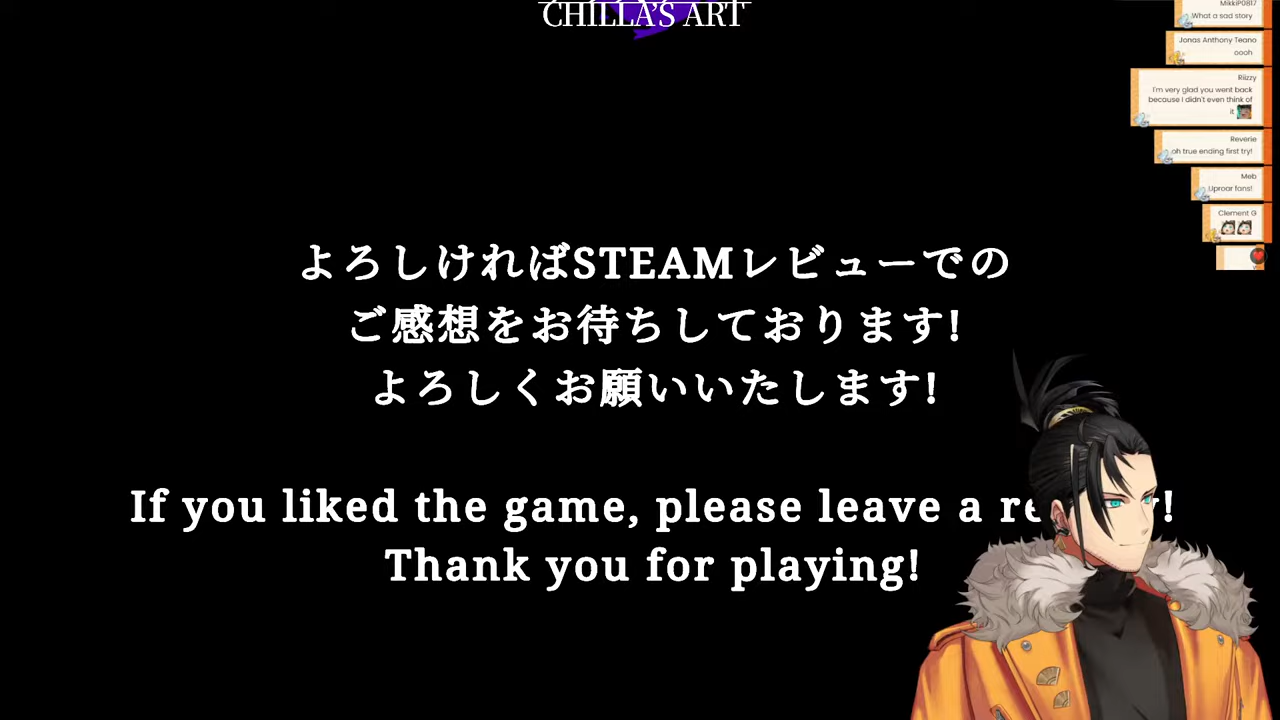 CHILLA'S ART
MikkiP0817
What a sad story
Jonas Anthony Teano
oooh
Riizzy
I'm very glad you went back
because I didn't even think of
it
Reverie
oh true ending first try!
Meb
Uproar fans!
Clement G
よろしければSTEAMレビューでの
ご感想をお待ちしております!
よろしくお願いいたします!
If you liked the game, please leave a
Thank you for playing!